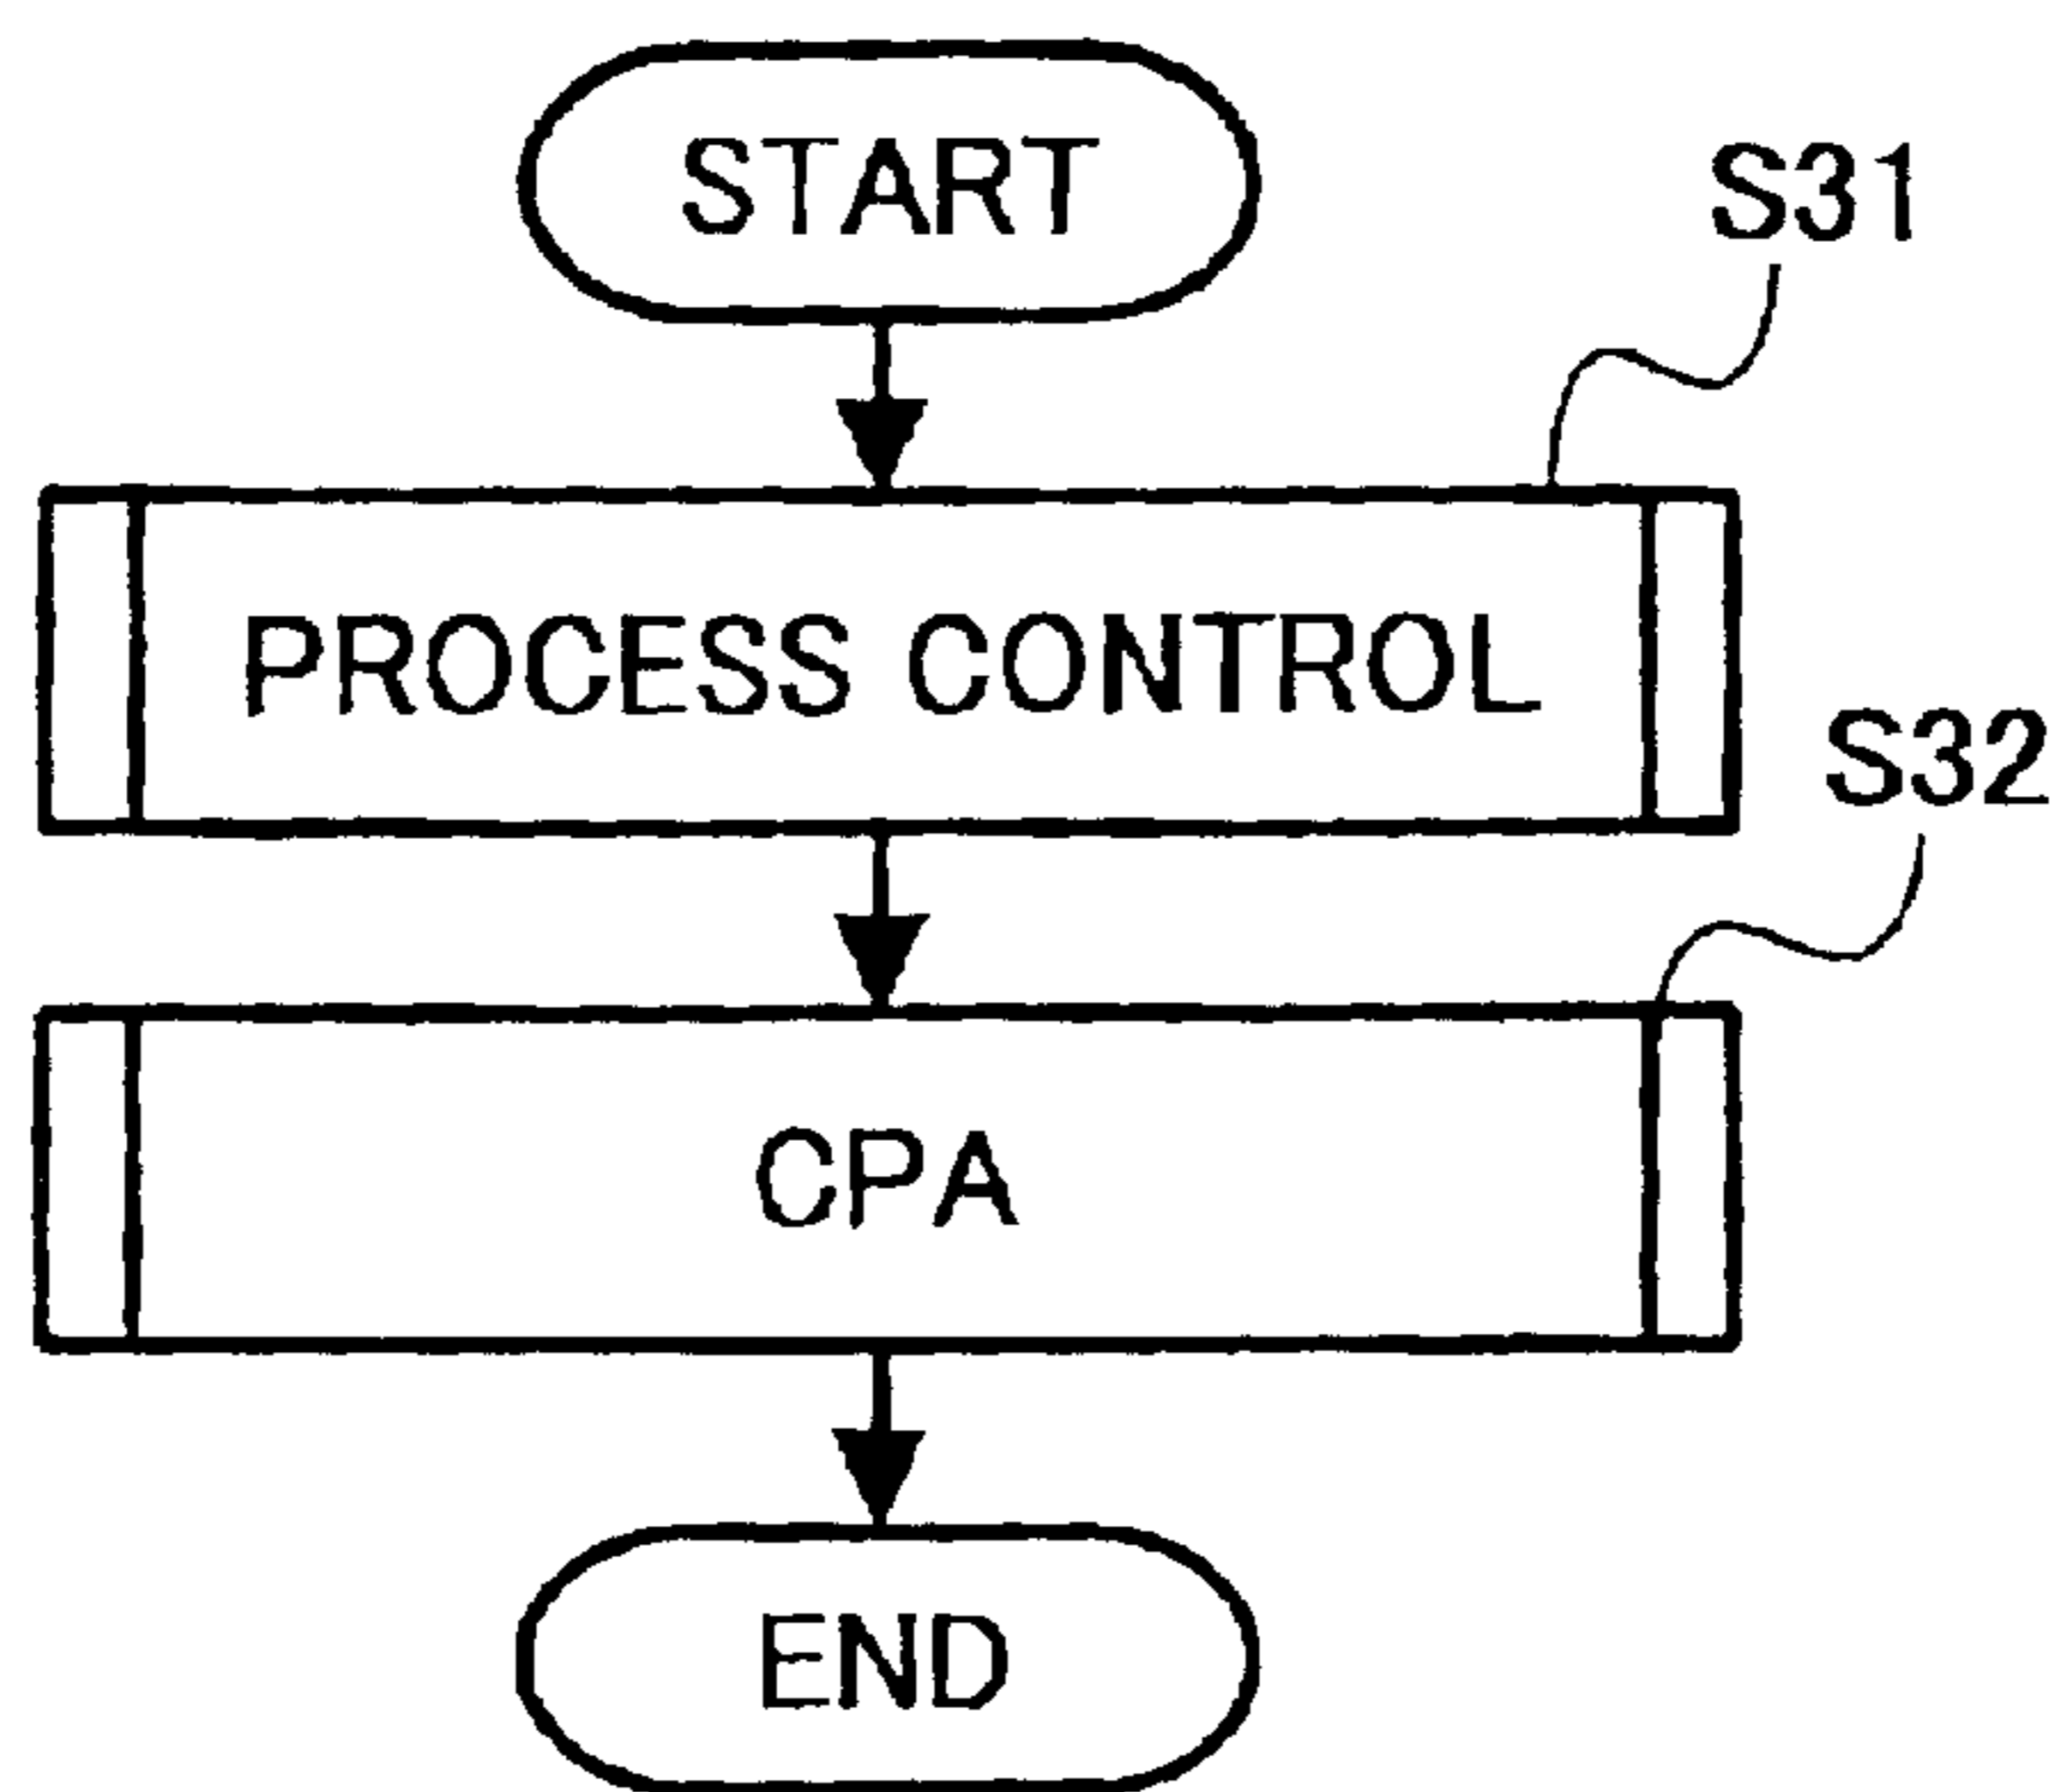 START
S31
PROCESS CONTROL
S32
CPA
END